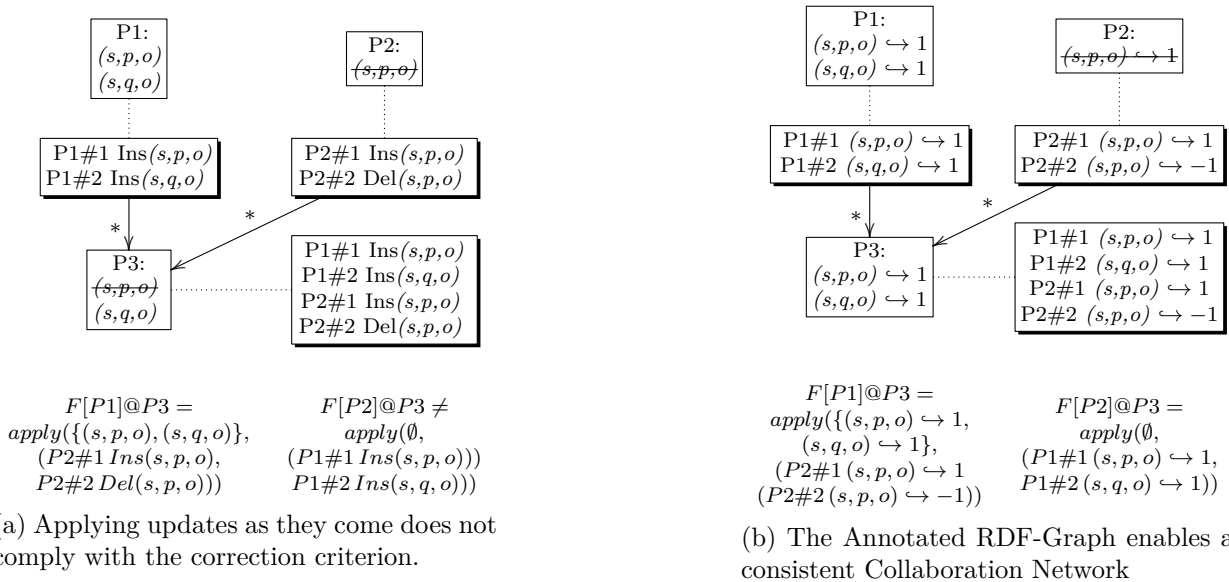 P1:
(s,p,o)
(s,q,o)
P2:
(s,p,o)
P1#1 Ins(s,p,o)
P1#2 Ins(s,q,o)
P2#1 Ins(s,p,o)
P2#2 Del(s,p,o)
*
*
P3:
(s,p,o)
(s,q,o)
P1#1 Ins(s,p,o)
P1#2 Ins(s,q,o)
P2#1 Ins(s,p,o)
P2#2 Del(s,p,o)
F[P1]@P3 =
apply({(s, p, o), (s, q, o)},
(P2#1 Ins(s, p, o),
P2#2 Del(s, p, o)))
F[P2]@P3 ≠
apply(∅,
(P1#1 Ins(s, p, o)))
P1#2 Ins(s, q, o)))
a) Applying updates as they come does not
comply with the correction criterion.
P1:
(s,p,o) ↪ 1
(s,q,o) ↪ 1
P2:
(s,p,o) ↪ 1
P1#1 (s,p,o) ↪ 1
P1#2 (s,q,o) ↪ 1
P2#1 (s,p,o) ↪ 1
P2#2 (s,p,o) ↪ −1
*
*
P3:
(s,p,o) ↪ 1
(s,q,o) ↪ 1
P1#1 (s,p,o) ↪ 1
P1#2 (s,q,o) ↪ 1
P2#1 (s,p,o) ↪ 1
P2#2 (s,p,o) ↪ −1
F[P1]@P3 =
apply({(s, p, o) ↪ 1,
(s, q, o) ↪ 1},
(P2#1 (s, p, o) ↪ 1
(P2#2 (s, p, o) ↪ −1))
F[P2]@P3 =
apply(∅,
(P1#1 (s, p, o) ↪ 1,
P1#2 (s, q, o) ↪ 1))
(b) The Annotated RDF-Graph enables a
consistent Collaboration Network